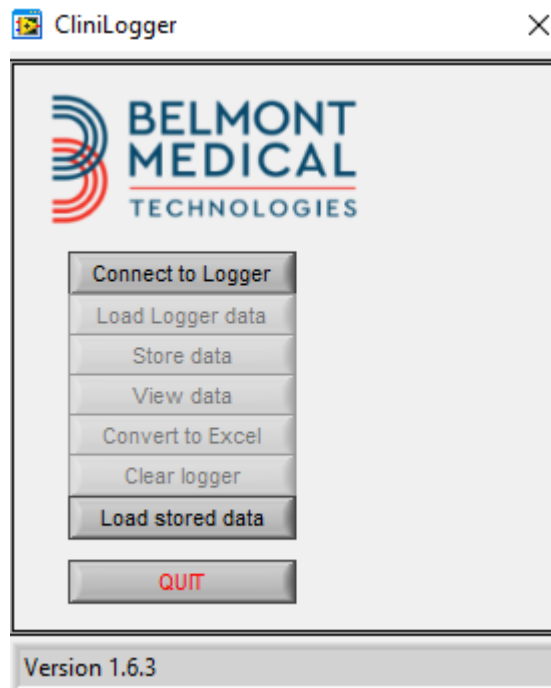 CliniLogger
BELMONT
MEDICAL
TECHNOLOGIES
Connect to Logger
Load Logger data
Store data
View data
Convert to Excel
Clear logger
Load stored data
QUIT
Version 1.6.3